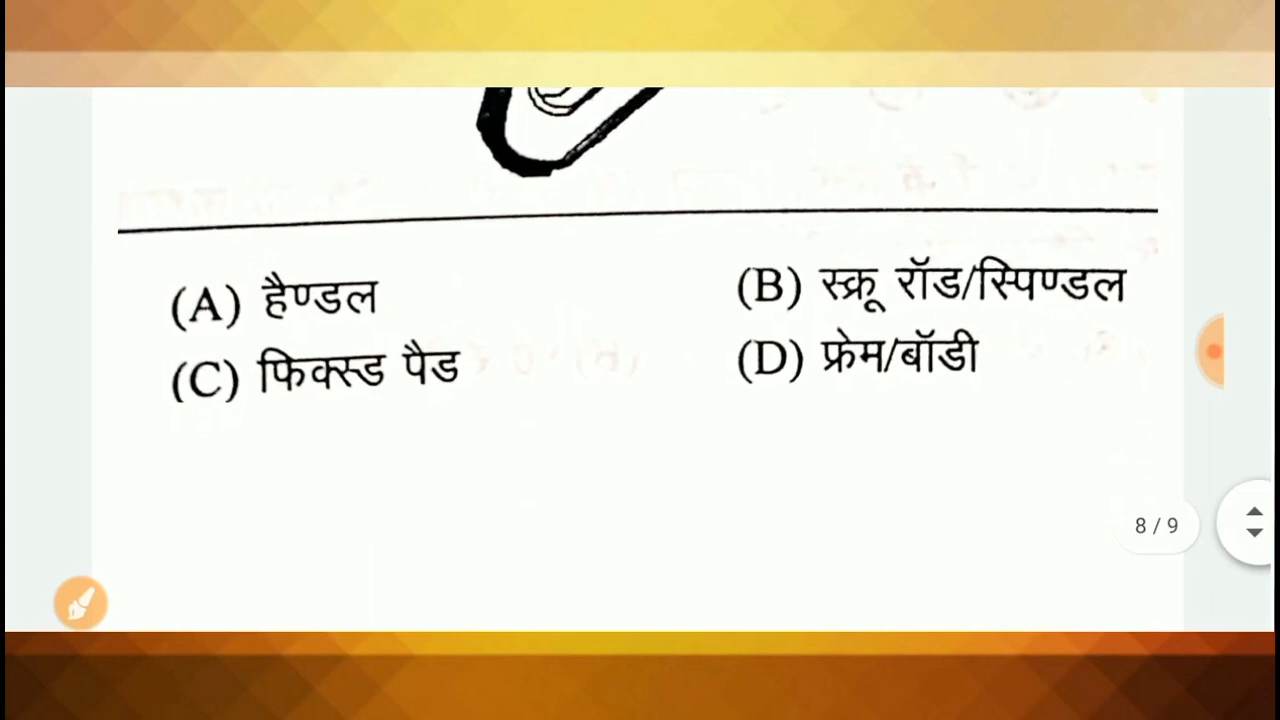 (A) हैण्डल
(B) स्क्रू रॉड/स्पिण्डल
(C) फिक्स्ड पैड
(D) फ्रेम/बॉडी
8 / 9